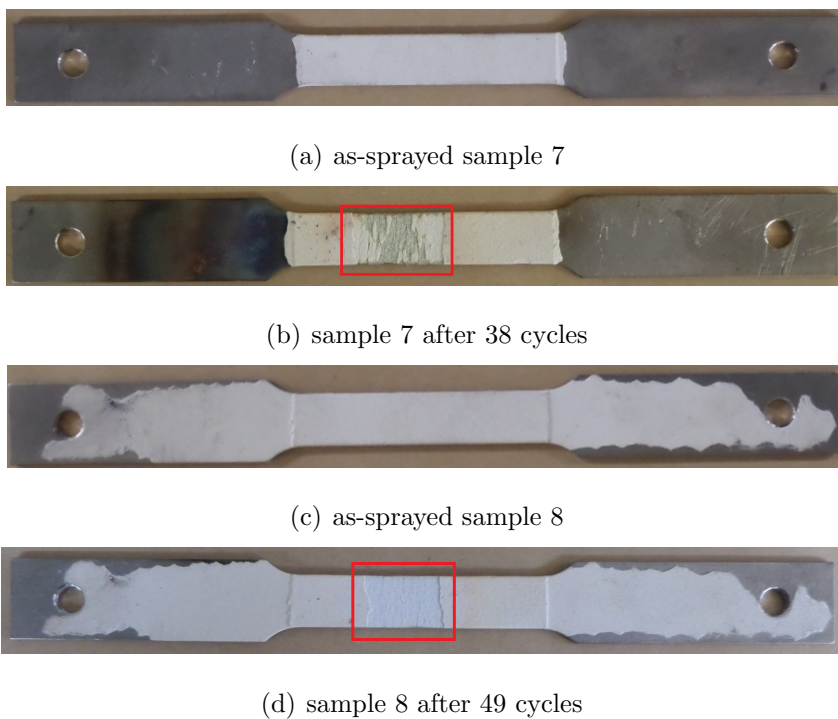 (a) as-sprayed sample 7
(b) sample 7 after 38 cycles
(c) as-sprayed sample 8
(d) sample 8 after 49 cycles